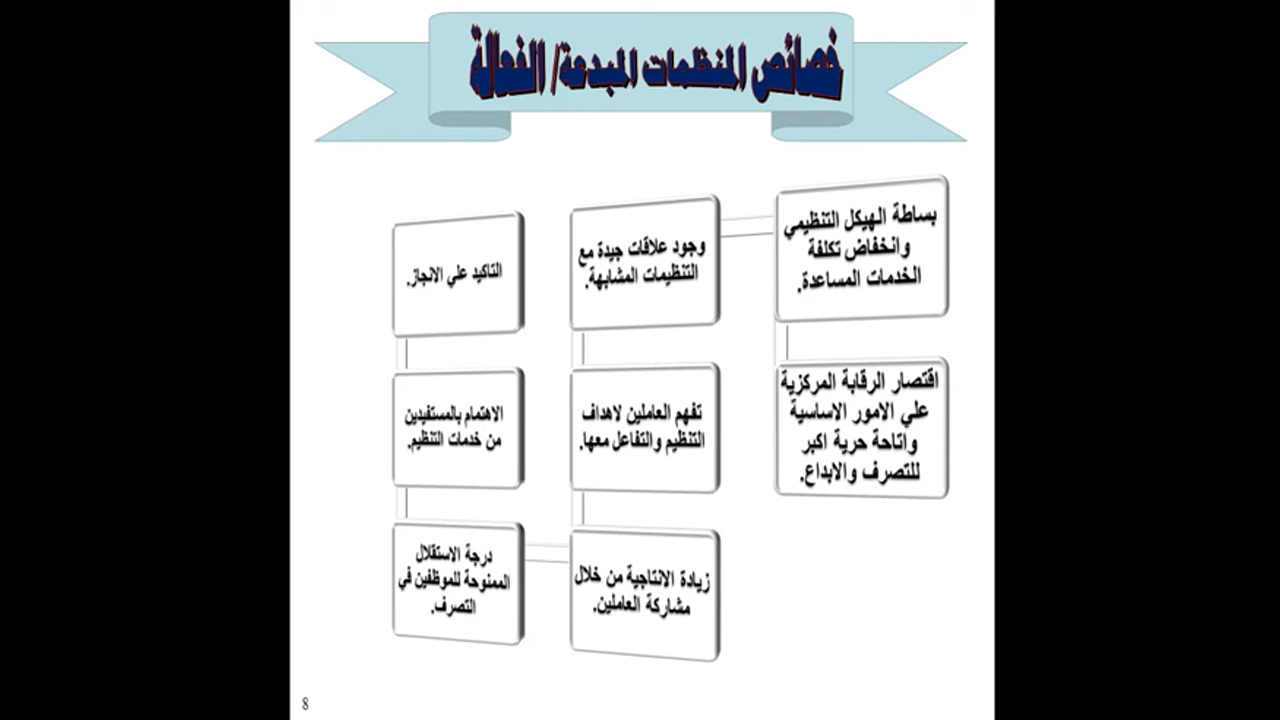 خصائص المنظمات المبدعة/ الفعالة
التاكيد علي الانجاز.
الاهتمام بالمستفيدين
من خدمات التنظيم.
درجة الاستقلال
الممنوحة للموظفين في
التصرف.
زيادة الانتاجية من خلال
مشاركة العاملين.
تفهم العاملين لاهداف
التنظيم والتفاعل معها.
وجود علاقات جيدة مع
التنظيمات المشابهة.
بساطة الهيكل التنظيمي
وانخفاض تكلفة
الخدمات المساعدة.
اقتصار الرقابة المركزية
علي الامور الاساسية
واتاحة حرية اكبر
للتصرف والابداع.
8